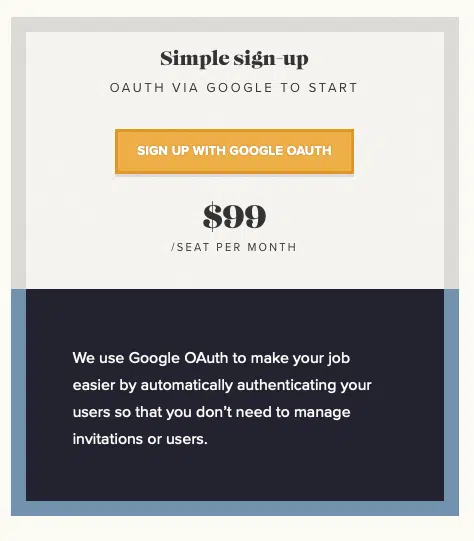 Simple sign-up
OAUTH VIA GOOGLE TO START
SIGN UP WITH GOOGLE OAUTH
$99
/SEAT PER MONTH
We use Google OAuth to make your job
easier by automatically authenticating your
users so that you don't need to manage
invitations or users.